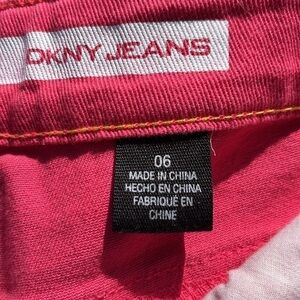 DKNY JEANS
06
MADE IN CHINA
HECHO EN CHINA
FABRIQUÉ EN
CHINE